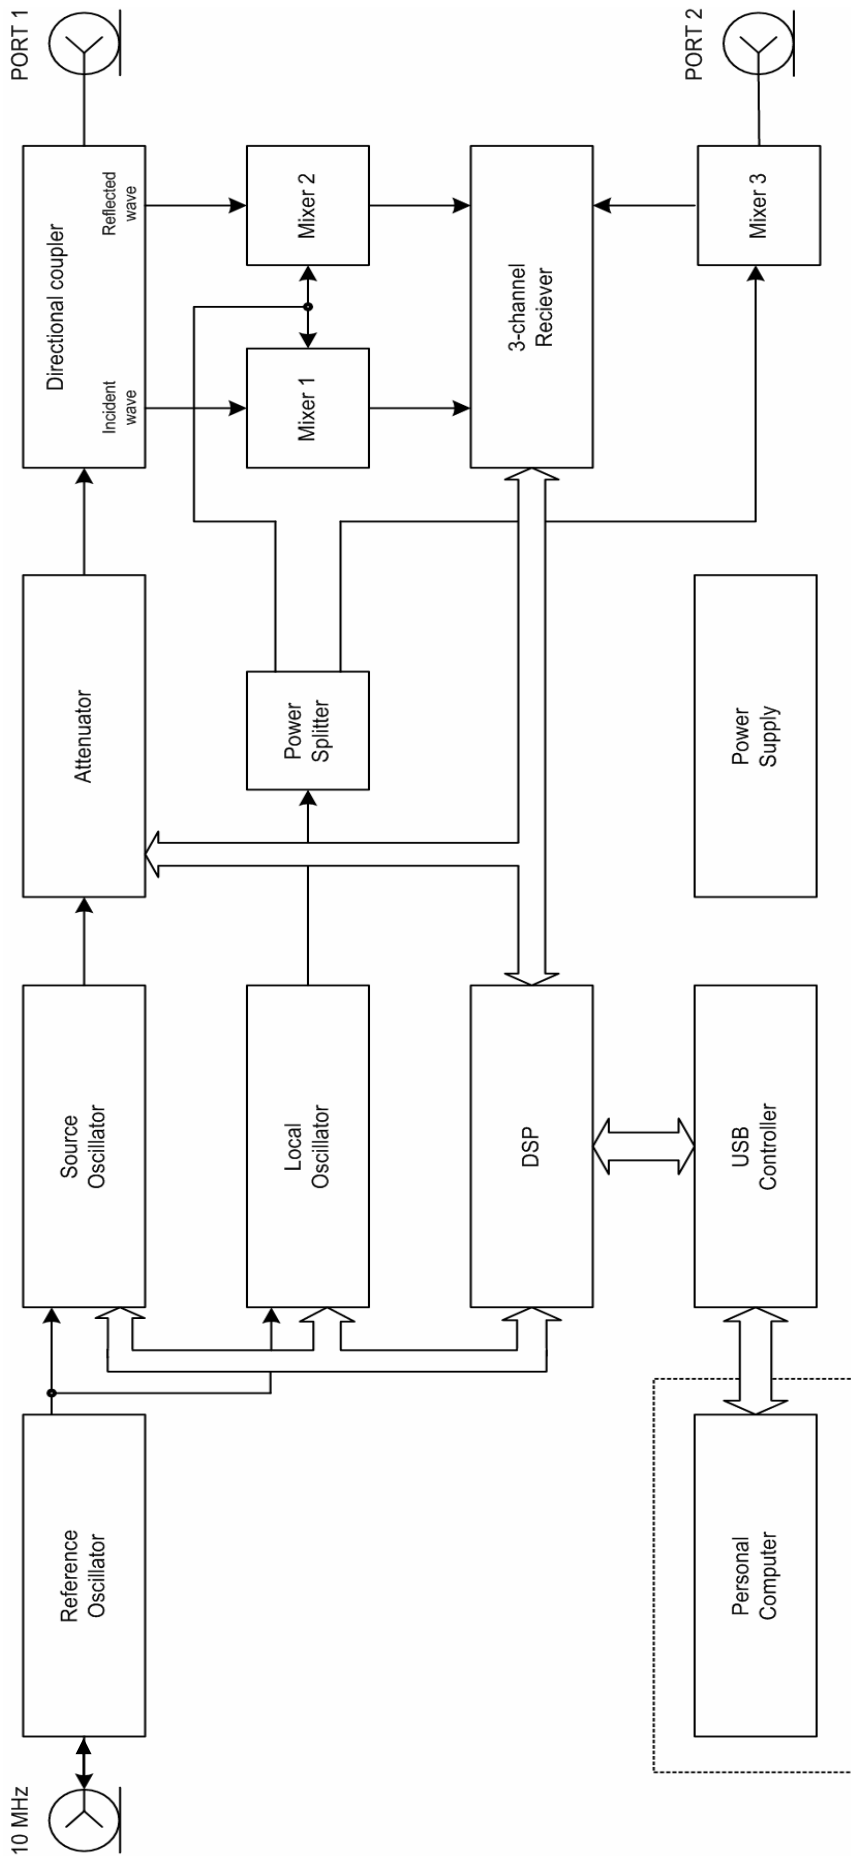 10 MHz
Reference
Oscillator
Source
Oscillator
Attenuator
Directional coupler
Incident
wave
Reflected
wave
PORT 1
Local
Oscillator
Power
Splitter
Mixer 1
Mixer 2
DSP
3-channel
Reciever
Personal
Computer
USB
Controller
Power
Supply
Mixer 3
PORT 2